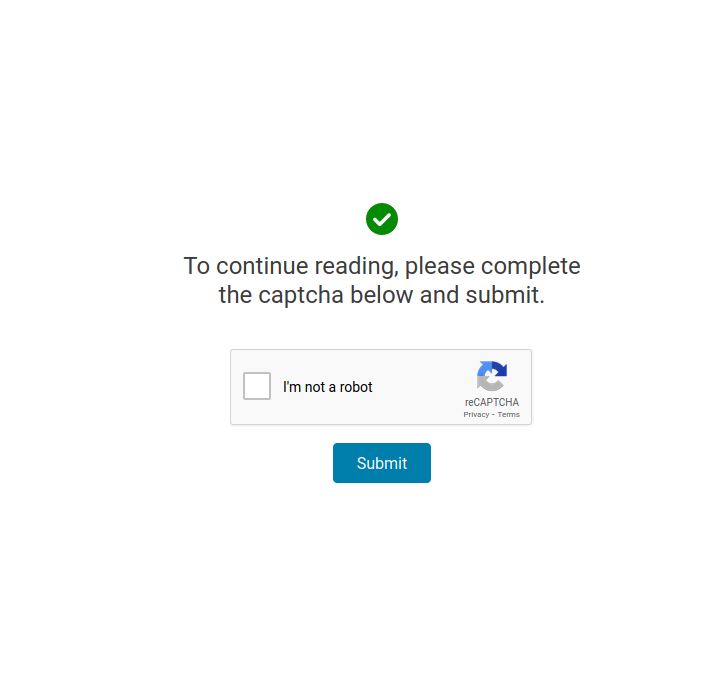 To continue reading, please complete
the captcha below and submit.
I'm not a robot
reCAPTCHA
Privacy - Terms
Submit